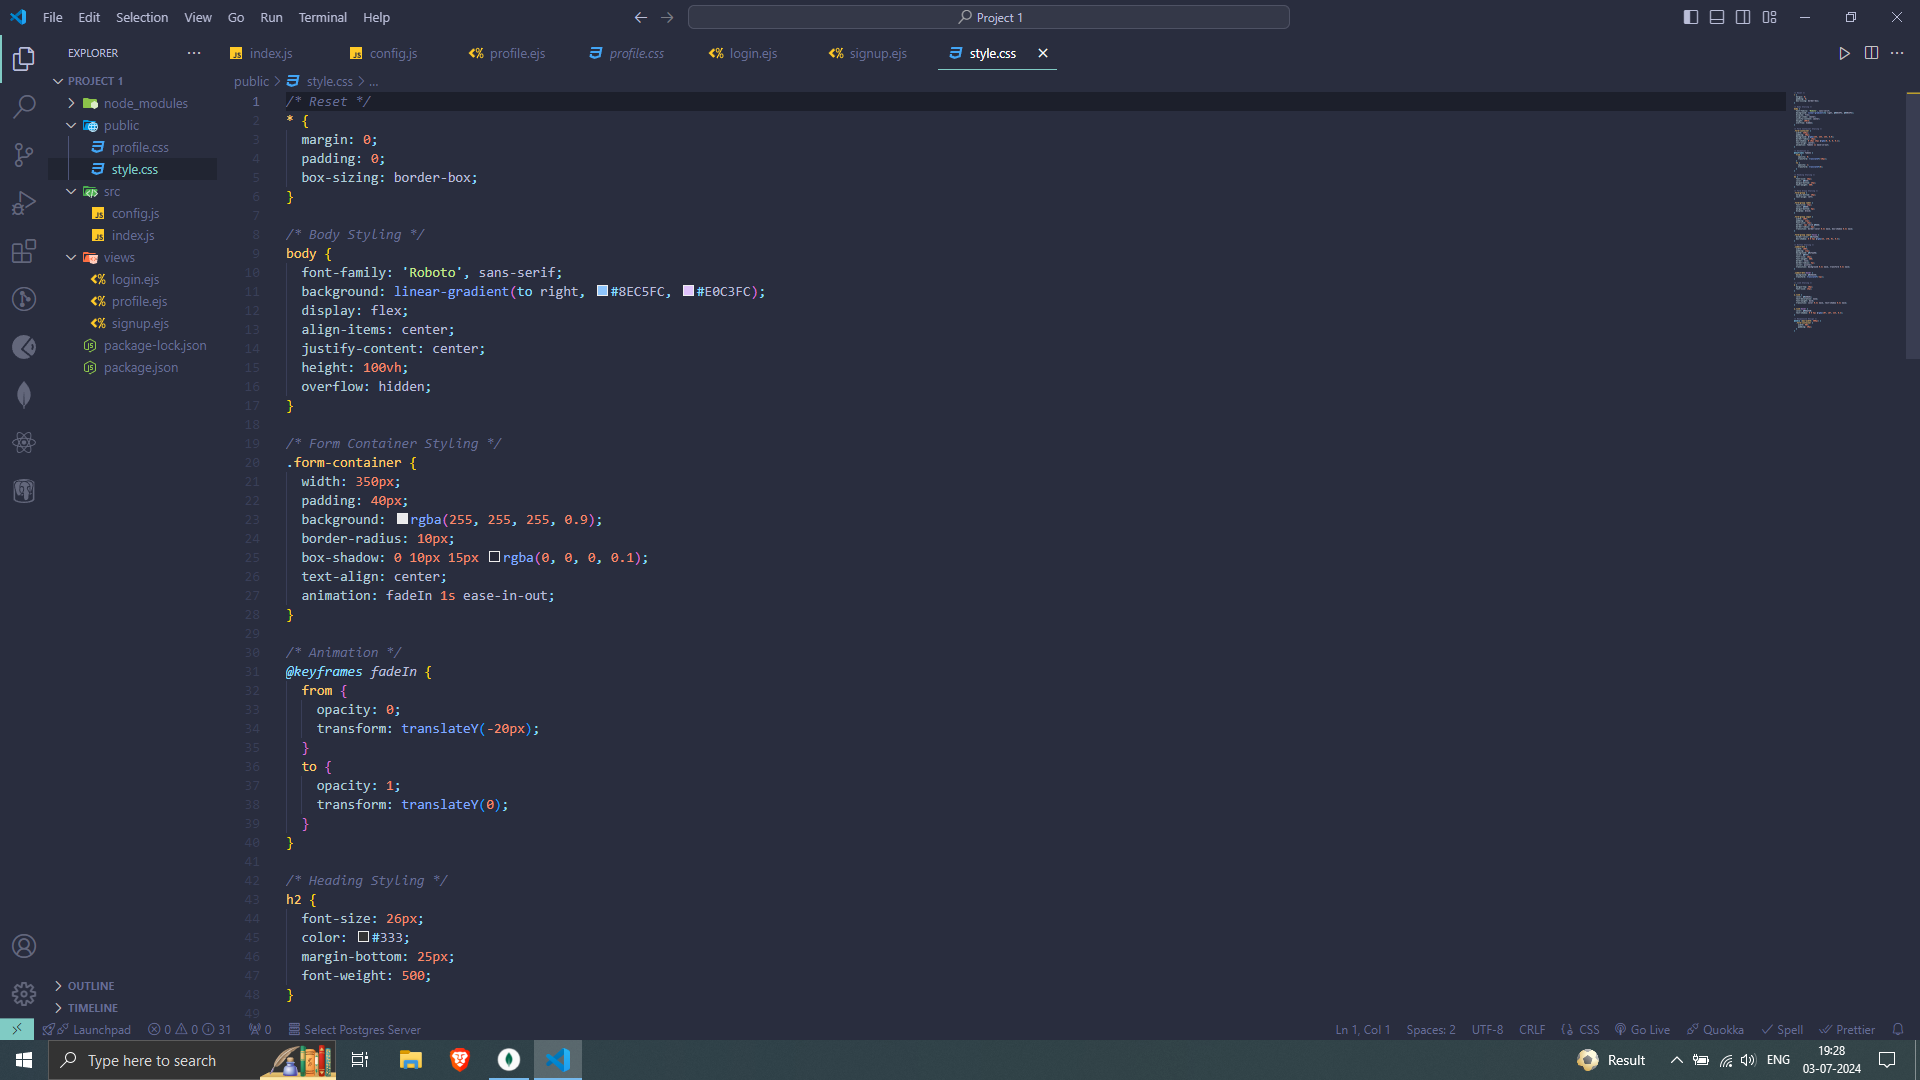 File Edit Selection View Go Run Terminal Help
Project 1
EXPLORER
index.js config.js profile.ejs profile.css login.ejs signup.ejs style.css
PROJECT 1
node_modules
public
profile.css
style.css
src
config.js
index.js
views
login.ejs
profile.ejs
signup.ejs
package-lock.json
package.json
OUTLINE
TIMELINE
public > style.css > ...
1 /* Reset */
2 * {
3 margin: 0;
4 padding: 0;
5 box-sizing: border-box;
6 }
7
8 /* Body Styling */
9 body {
10 font-family: 'Roboto', sans-serif;
11 background: linear-gradient(to right, #8EC5FC, #E0C3FC);
12 display: flex;
13 align-items: center;
14 justify-content: center;
15 height: 100vh;
16 overflow: hidden;
17 }
18
19 /* Form Container Styling */
20 .form-container {
21 width: 350px;
22 padding: 40px;
23 background: rgba(255, 255, 255, 0.9);
24 border-radius: 10px;
25 box-shadow: 0 10px 15px rgba(0, 0, 0, 0.1);
26 text-align: center;
27 animation: fadeIn 1s ease-in-out;
28 }
29
30 /* Animation */
31 @keyframes fadeIn {
32 from {
33 opacity: 0;
34 transform: translateY(-20px);
35 }
36 to {
37 opacity: 1;
38 transform: translateY(0);
39 }
40 }
41
42 /* Heading Styling */
43 h2 {
44 font-size: 26px;
45 color: #333;
46 margin-bottom: 25px;
47 font-weight: 500;
48 }
49
Launchpad 0 0 31 0 Select Postgres Server
Ln 1, Col 1 Spaces: 2 UTF-8 CRLF {} CSS Go Live Quokka Spell Prettier
Type here to search
Result ENG
19:28
03-07-2024